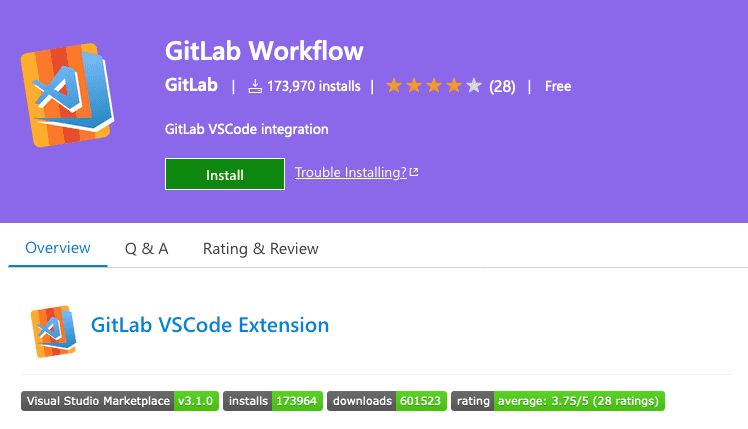 GitLab Workflow
GitLab | 173,970 installs | (28) | Free
GitLab VSCode integration
Install Trouble Installing?
Overview Q & A Rating & Review
GitLab VSCode Extension
Visual Studio Marketplace v3.1.0 installs 173964 downloads 601523 rating average: 3.75/5 (28 ratings)